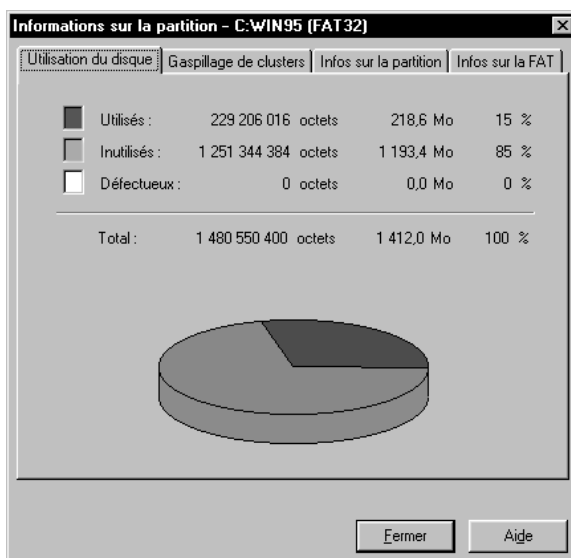 Informations sur la partition - C:WIN95 (FAT32)
Utilisation du disque Gaspillage de clusters Infos sur la partition Infos sur la FAT
Utilisés : 229 206 016 octets 218,6 Mo 15 %
Inutilisés : 1 251 344 384 octets 1 193,4 Mo 85 %
Défectueux : 0 octets 0,0 Mo 0 %
Total : 1 480 550 400 octets 1 412,0 Mo 100 %
Fermer Aide